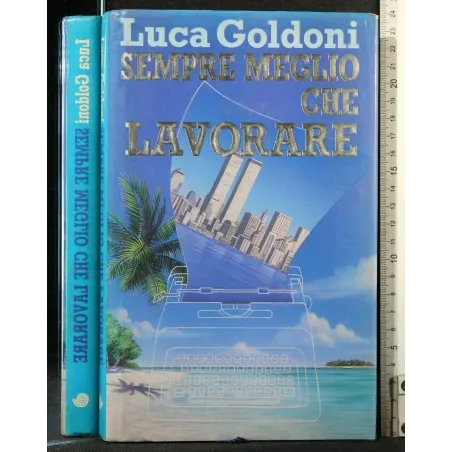 Luca Goldoni
SEMPRE MEGLIO
CHE
LAVORARE
Luca Goldoni SEMPRE MEGLIO CHE LAVORARE